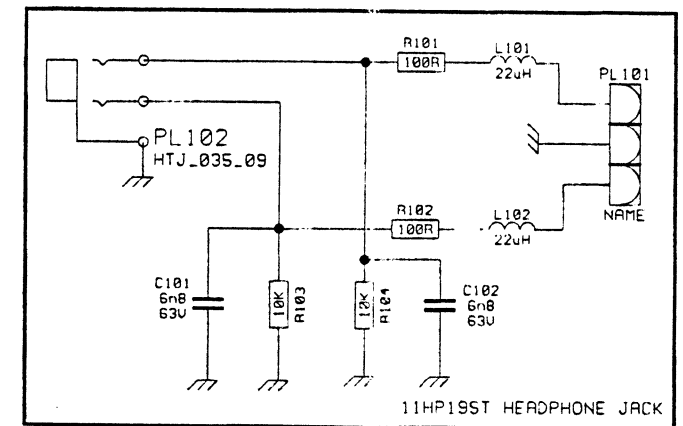 R101
100R
L101
22uH
PL101
PL102
HTJ_035_09
R102
100R
L102
22uH
NAME
C101
6n8
63V
10K
R103
10K
R104
C102
6n8
63V
11HP19ST HEADPHONE JACK